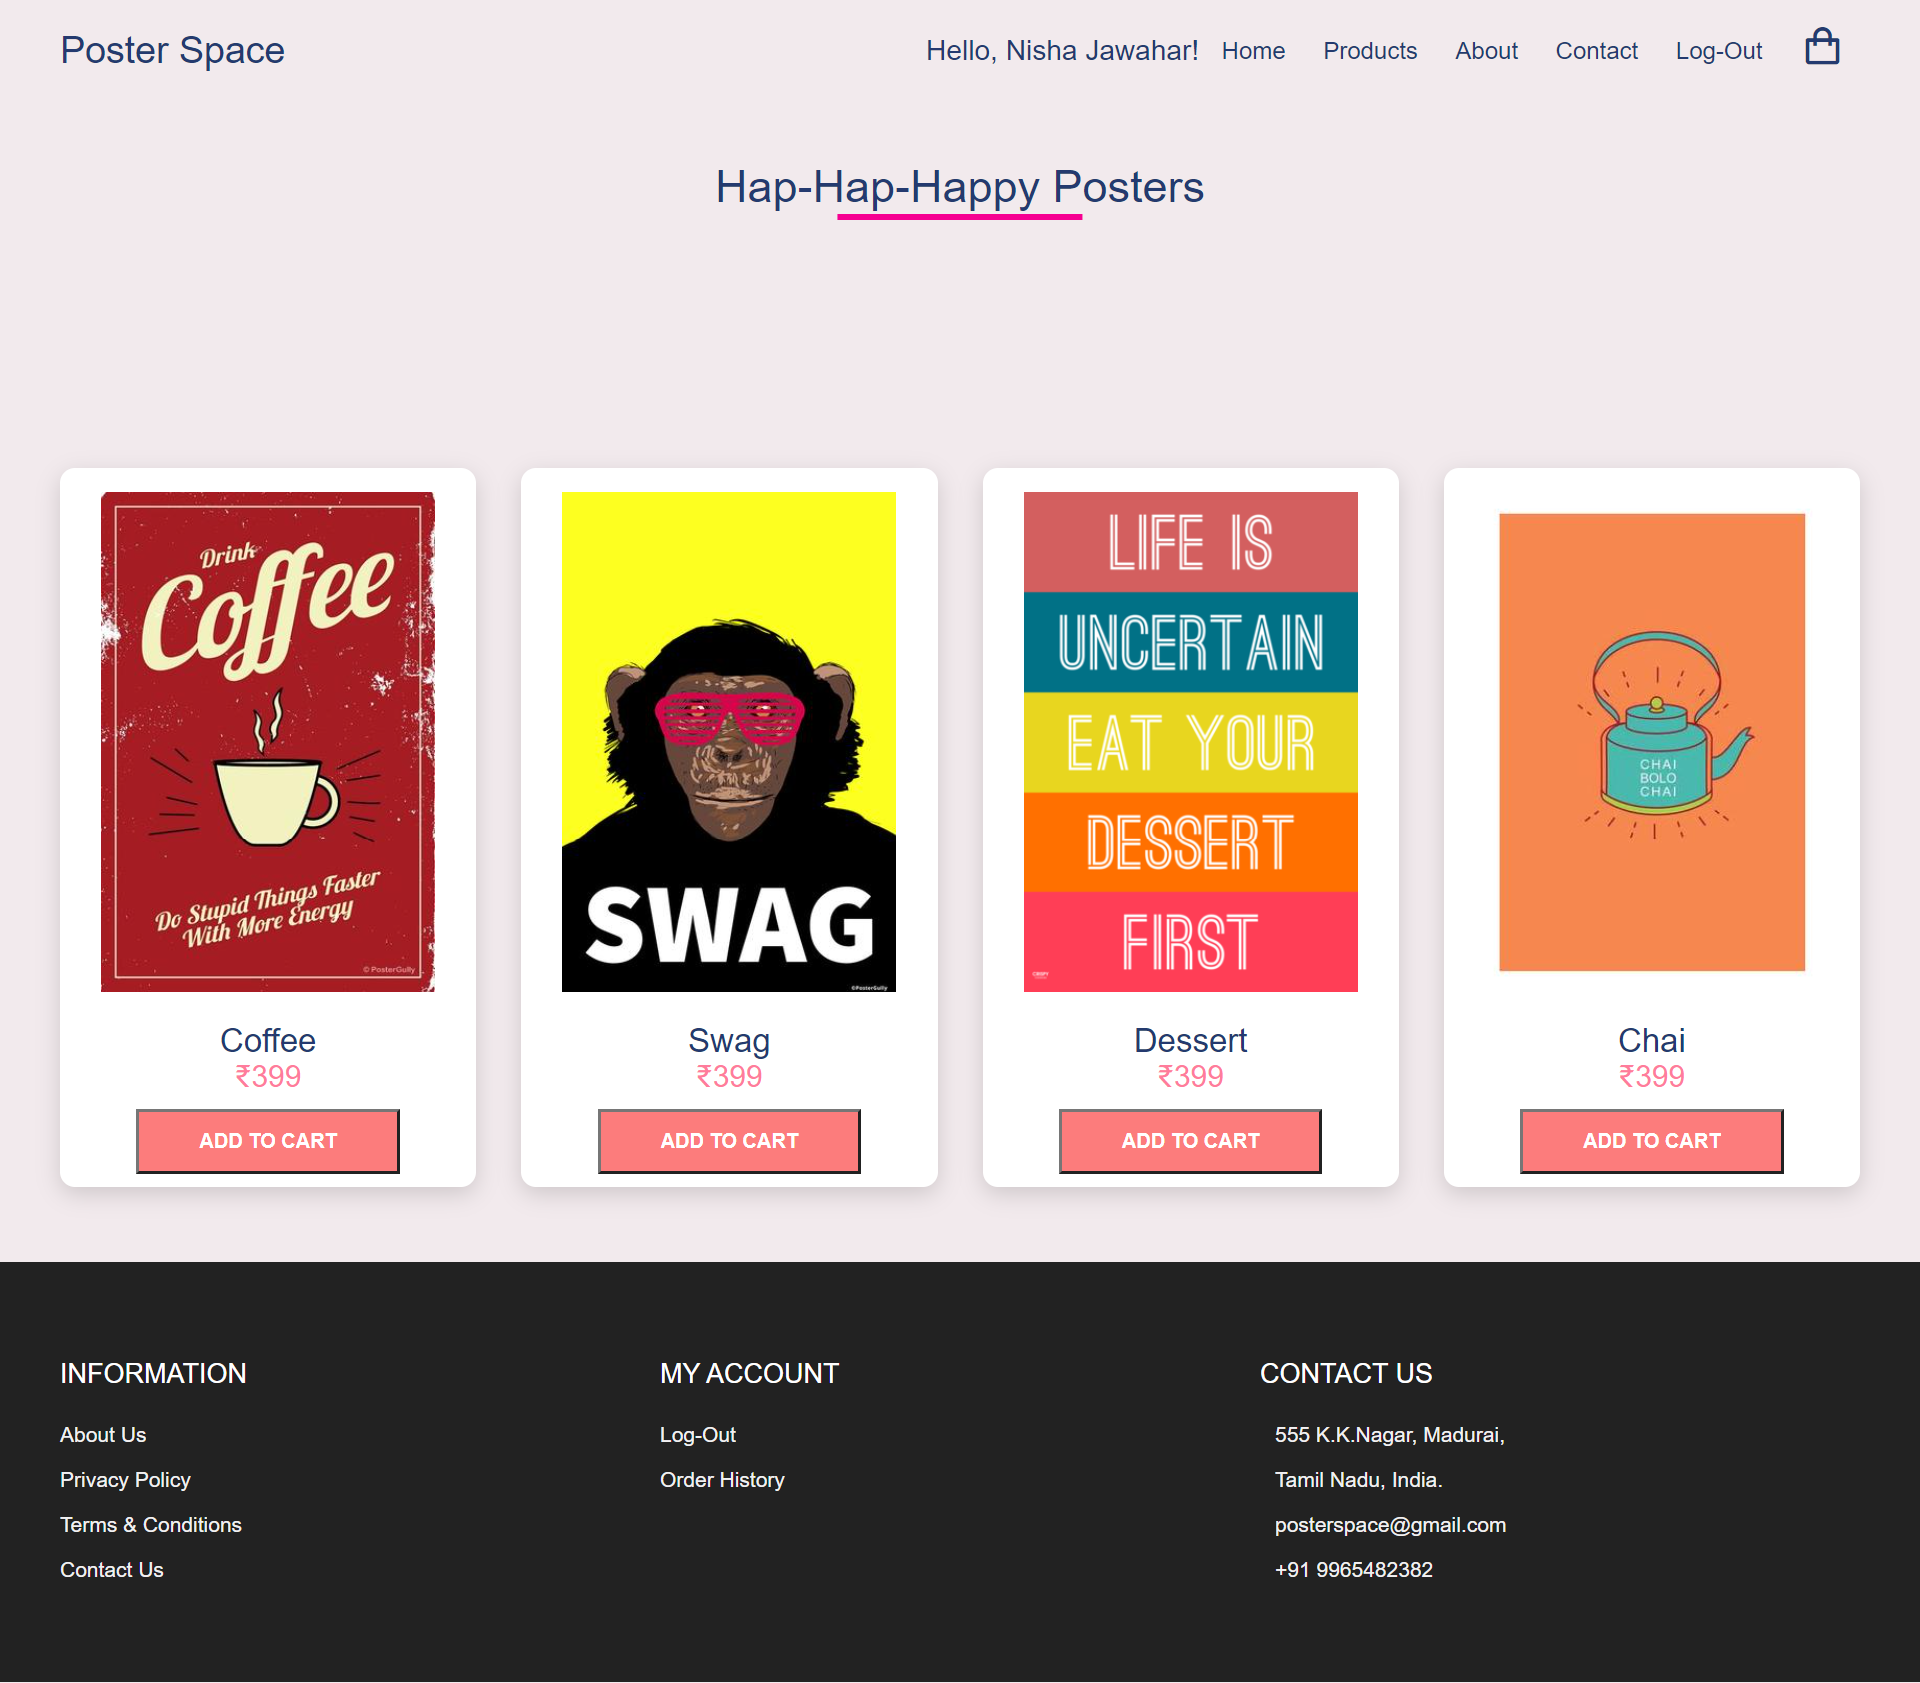 Poster Space
Hello, Nisha Jawahar! Home Products About Contact Log-Out
Hap-Hap-Happy Posters
Drink
Coffee
Do Stupid Things Faster
With More Energy
© PosterGully
SWAG
©PosterGully
LIFE IS
UNCERTAIN
EAT YOUR
DESSERT
FIRST
CHAI
BOLO
CHAI
Coffee
₹399
ADD TO CART
Swag
₹399
ADD TO CART
Dessert
₹399
ADD TO CART
Chai
₹399
ADD TO CART
INFORMATION
About Us
Privacy Policy
Terms & Conditions
Contact Us
MY ACCOUNT
Log-Out
Order History
CONTACT US
555 K.K.Nagar, Madurai,
Tamil Nadu, India.
posterspace@gmail.com
+91 9965482382